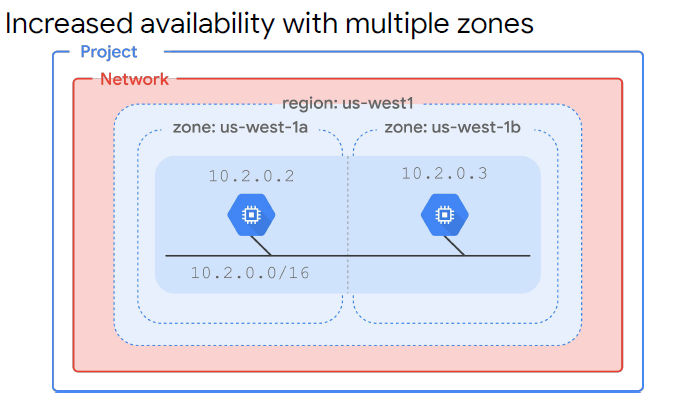 Increased availability with multiple zones
Project
Network
region: us-west1
zone: us-west-1a
zone: us-west-1b
10.2.0.2
10.2.0.3
10.2.0.0/16